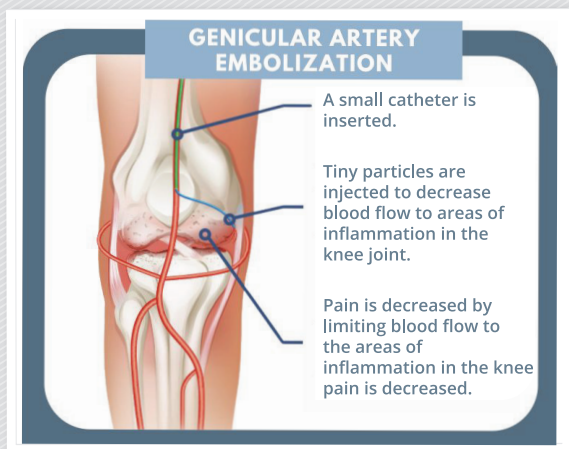 GENICULAR ARTERY
EMBOLIZATION
A small catheter is
inserted.
Tiny particles are
injected to decrease
blood flow to areas of
inflammation in the
knee joint.
Pain is decreased by
limiting blood flow to
the areas of
inflammation in the knee
pain is decreased.